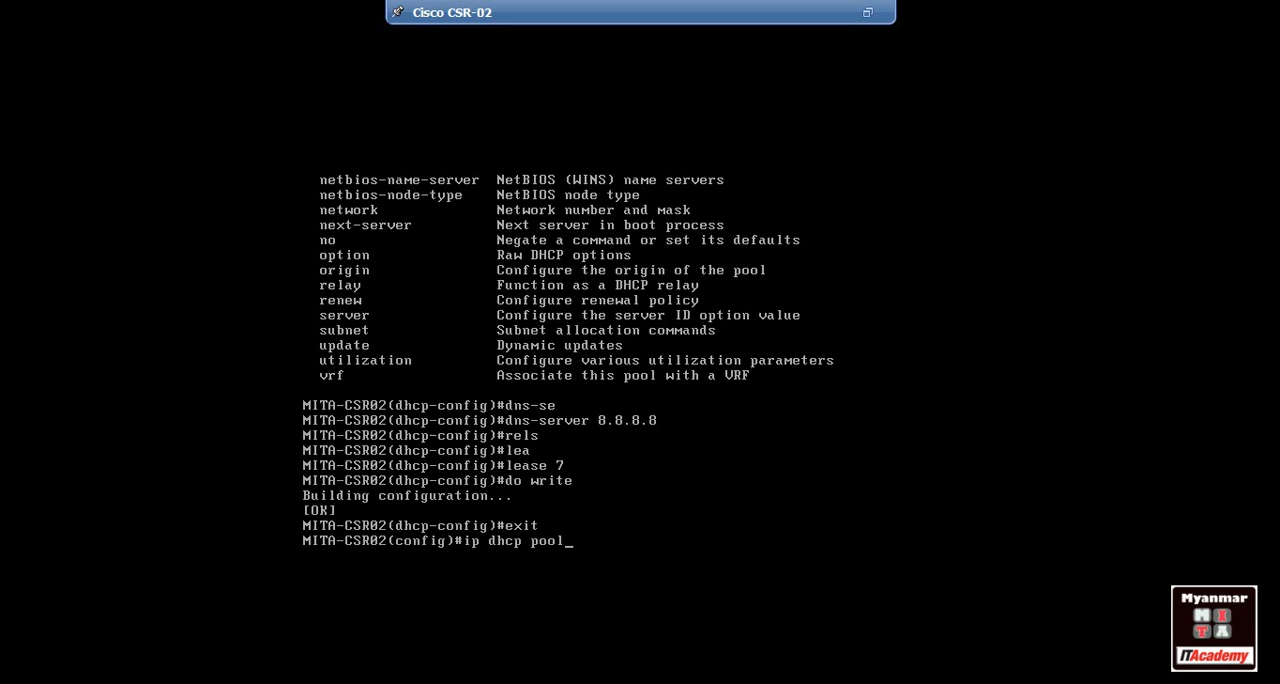 Cisco CSR-02
netbios-name-server NetBIOS (WINS) name servers
netbios-node-type NetBIOS node type
network Network number and mask
next-server Next server in boot process
no Negate a command or set its defaults
option Raw DHCP options
origin Configure the origin of the pool
relay Function as a DHCP relay
renew Configure renewal policy
server Configure the server ID option value
subnet Subnet allocation commands
update Dynamic updates
utilization Configure various utilization parameters
vrf Associate this pool with a VRF
MITA-CSR02(dhcp-config)#dns-se
MITA-CSR02(dhcp-config)#dns-server 8.8.8.8
MITA-CSR02(dhcp-config)#rels
MITA-CSR02(dhcp-config)#lea
MITA-CSR02(dhcp-config)#lease 7
MITA-CSR02(dhcp-config)#do write
Building configuration...
[OK]
MITA-CSR02(dhcp-config)#exit
MITA-CSR02(config)#ip dhcp pool_
Myanmar
M I
T A
ITAcademy